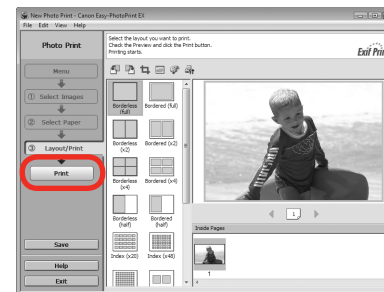 New Photo Print - Canon Easy-PhotoPrint EX
File Edit View Help
Photo Print
Select the layout you want to print.
Check the Preview and click the Print button.
Printing starts.
Exif Prin
Menu
① Select Images
② Select Paper
③ Layout/Print
Print
Save
Help
Exit
Borderless (full)
Bordered (full)
Borderless (x2)
Bordered (x2)
Borderless (x4)
Bordered (x4)
Borderless (half)
Bordered (half)
Index (x20)
Index (x48)
1
Inside Pages
1